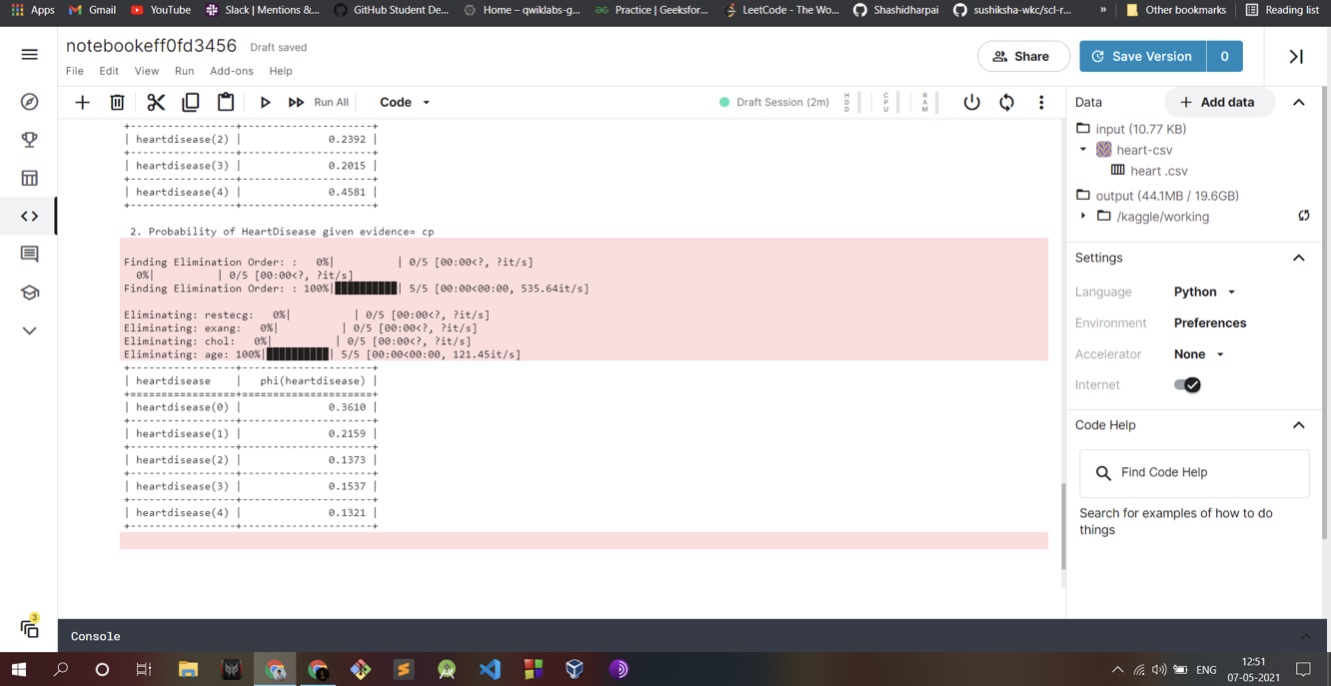 Apps Gmail YouTube Slack | Mentions &... GitHub Student De... Home – qwiklabs-g... Practice | Geeksfor... LeetCode - The Wo... Shashidharpai sushiksha-wkc/scl-r... » Other bookmarks Reading list
notebookeff0fd3456 Draft saved
File Edit View Run Add-ons Help
Share
Save Version 0
Run All Code
Draft Session (2m) HDD CPU RAM
| heartdisease(2) | 0.2392 |
| heartdisease(3) | 0.2015 |
| heartdisease(4) | 0.4581 |
2. Probability of HeartDisease given evidence= cp
Finding Elimination Order: : 0%| | 0/5 [00:00<?, ?it/s]
0%| | 0/5 [00:00<?, ?it/s]
Finding Elimination Order: : 100%|██████████| 5/5 [00:00<00:00, 535.64it/s]
Eliminating: restecg: 0%| | 0/5 [00:00<?, ?it/s]
Eliminating: exang: 0%| | 0/5 [00:00<?, ?it/s]
Eliminating: chol: 0%| | 0/5 [00:00<?, ?it/s]
Eliminating: age: 100%|██████████| 5/5 [00:00<00:00, 121.45it/s]
| heartdisease | phi(heartdisease) |
| heartdisease(0) | 0.3610 |
| heartdisease(1) | 0.2159 |
| heartdisease(2) | 0.1373 |
| heartdisease(3) | 0.1537 |
| heartdisease(4) | 0.1321 |
Data + Add data
input (10.77 KB)
heart-csv
heart .csv
output (44.1MB / 19.6GB)
/kaggle/working
Settings
Language Python
Environment Preferences
Accelerator None
Internet
Code Help
Find Code Help
Search for examples of how to do
things
3
Console
ENG
12:51
07-05-2021